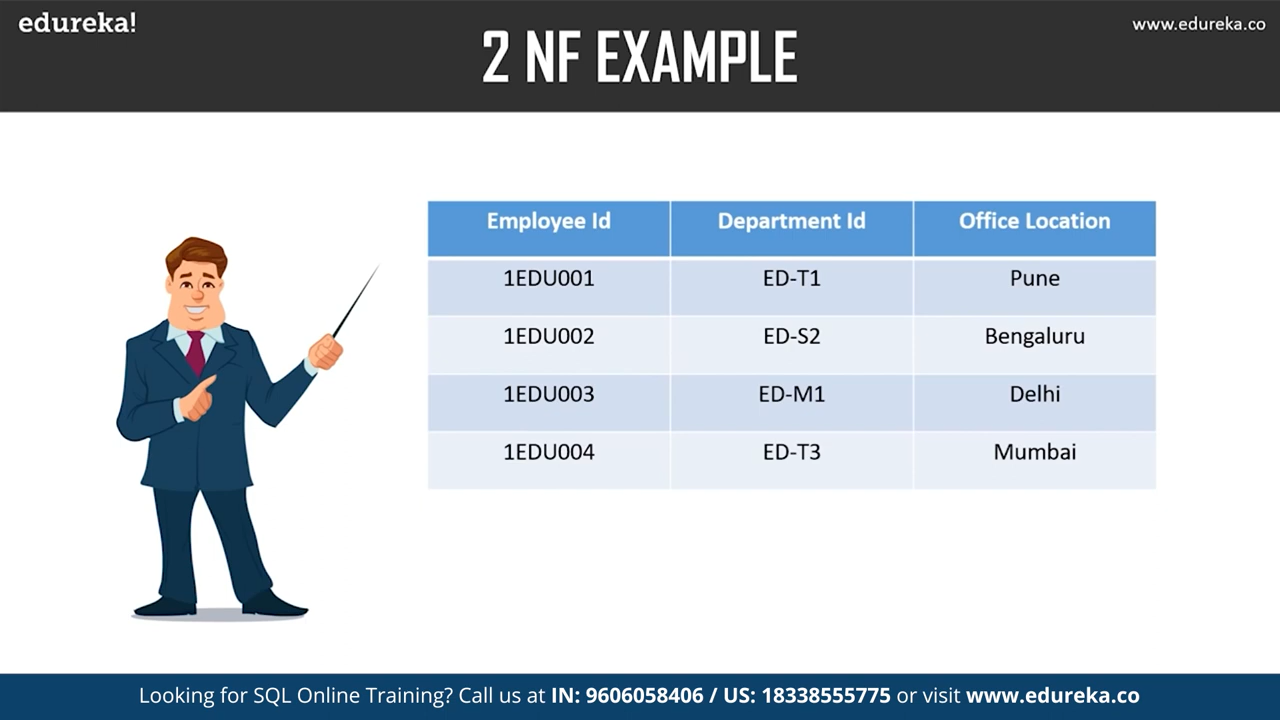 edureka!
www.edureka.co
2 NF EXAMPLE
Employee Id Department Id Office Location
1EDU001 ED-T1 Pune
1EDU002 ED-S2 Bengaluru
1EDU003 ED-M1 Delhi
1EDU004 ED-T3 Mumbai
Looking for SQL Online Training? Call us at IN: 9606058406 / US: 18338555775 or visit www.edureka.co